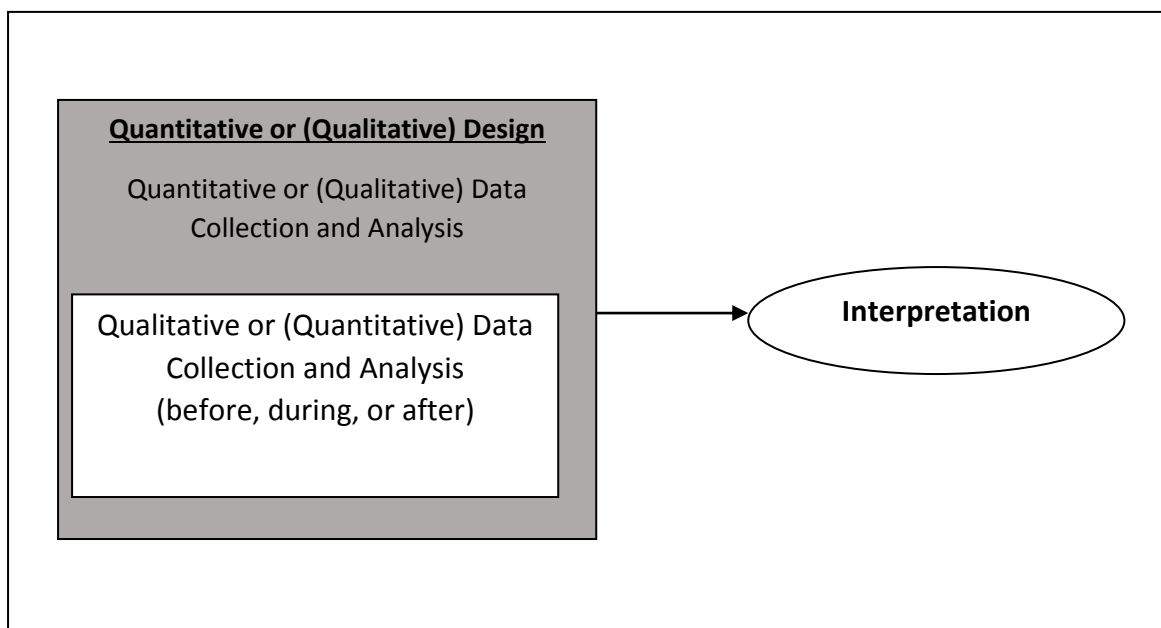 Quantitative or (Qualitative) Design
Quantitative or (Qualitative) Data
Collection and Analysis
Qualitative or (Quantitative) Data
Collection and Analysis
(before, during, or after)
Interpretation